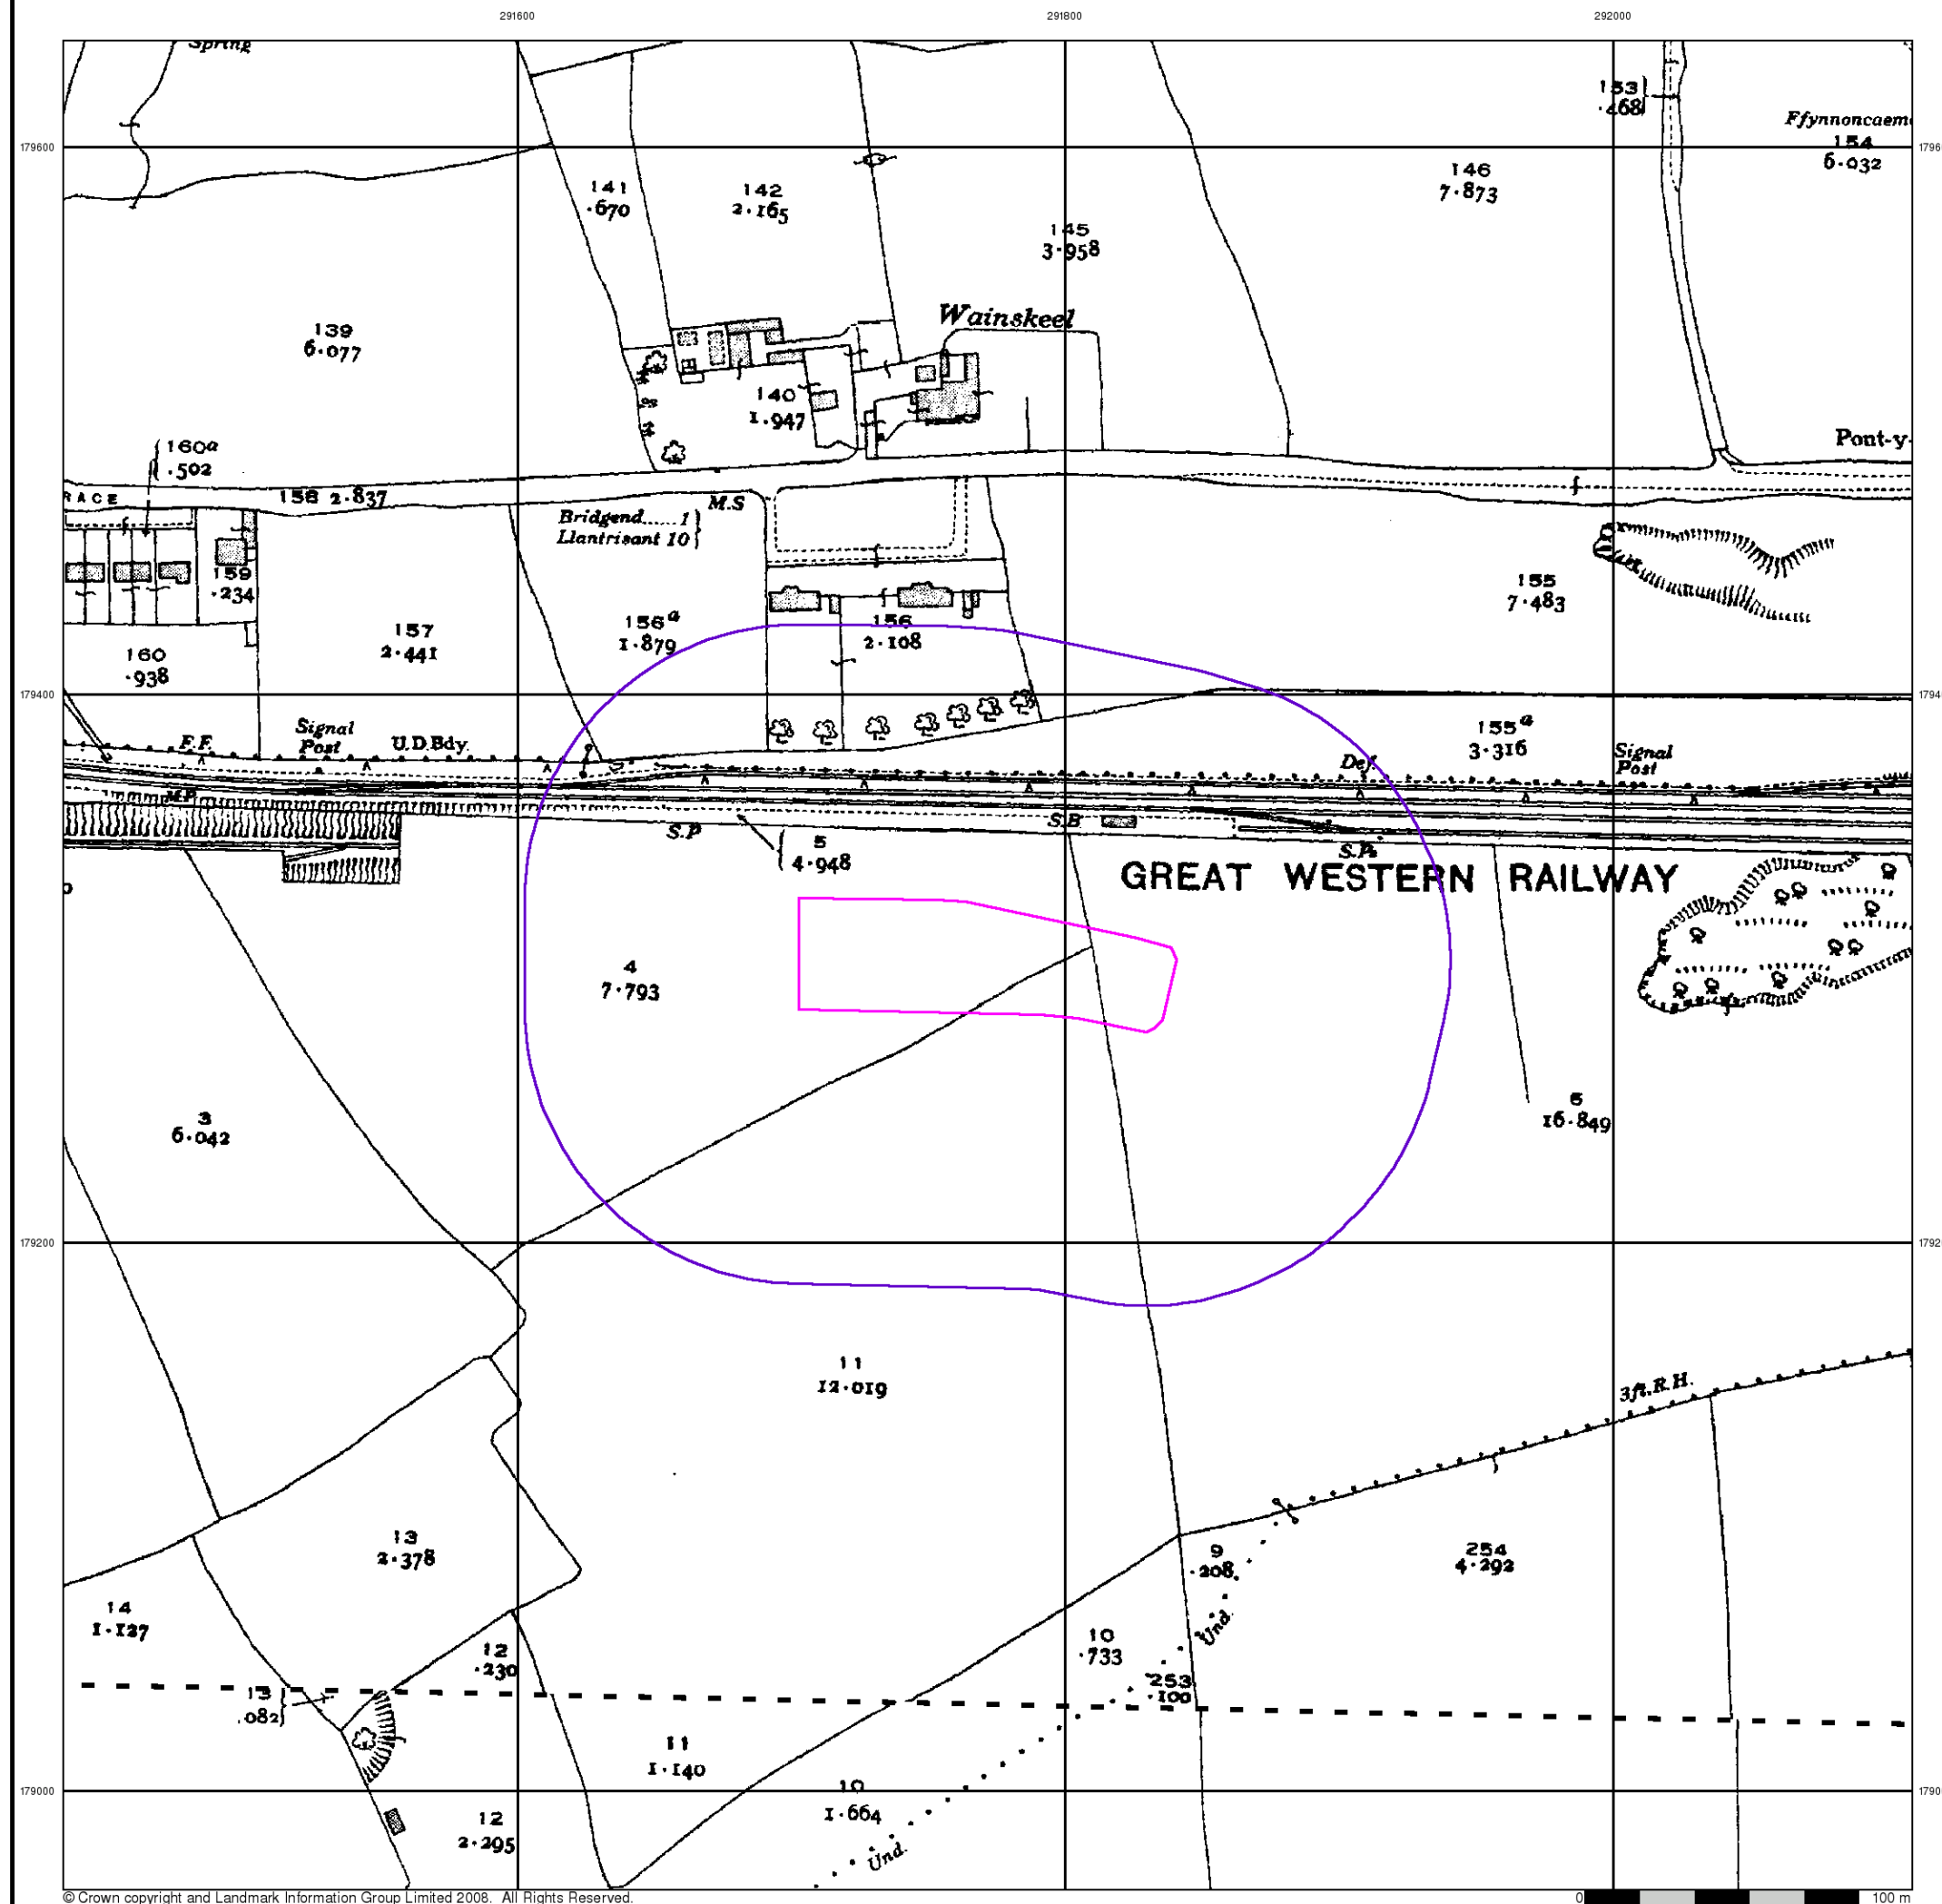 291600
291800
292000
Spring
153
.468
Ffynnoncaem
154
6.032
179600
1796
141
.670
142
2.165
146
7.873
145
3.958
Wainskeel
139
6.077
140
1.947
160a
.502
Pont-y-
RACE
158 2.837
M.S
Bridgend......1
Llantrisant 10
159
.234
155
7.483
156a
1.879
156
2.108
157
2.441
160
.938
179400
1794
Signal
Post
F.F.
U.D.Bdy.
155a
3.316
Signal
Post
Def.
M.P.
S.P
S.B
5
4.948
S.Ps
GREAT WESTERN RAILWAY
4
7.793
3
6.042
6
16.849
179200
1792
11
12.019
3ft.R.H.
13
2.378
9
.208
254
4.292
14
1.127
12
.230
10
.733
Und.
253
.100
13
.082
11
1.140
179000
1790
10
1.664
12
2.295
Und.
© Crown copyright and Landmark Information Group Limited 2008. All Rights Reserved.
0 100 m